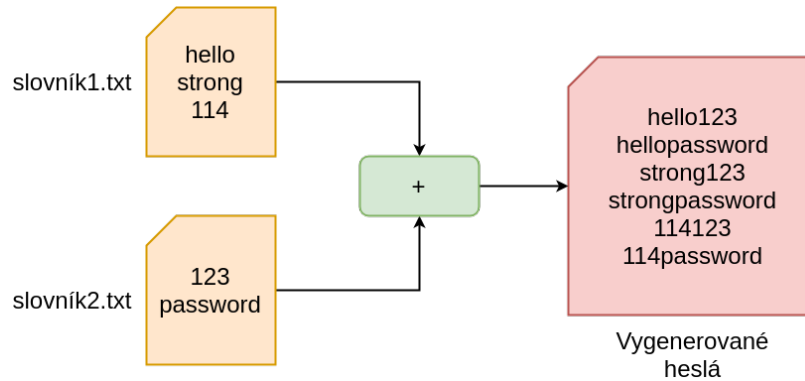 slovník1.txt
hello
strong
114
slovník2.txt
123
password
+
hello123
hellopassword
strong123
strongpassword
114123
114password
Vygenerované
heslá